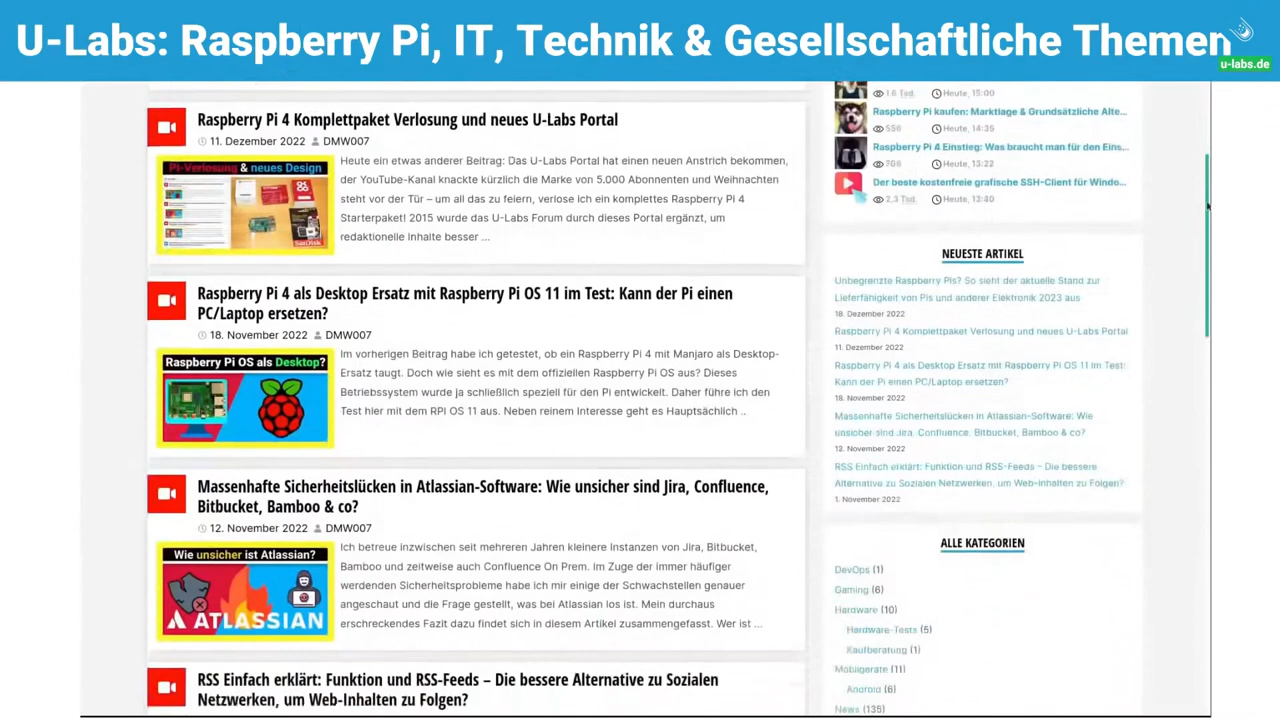 U-Labs: Raspberry Pi, IT, Technik & Gesellschaftliche Themen
u-labs.de
Raspberry Pi 4 Komplettpaket Verlosung und neues U-Labs Portal
11. Dezember 2022 DMW007
Pi-Verlosung & neues Design
SanDisk
Heute ein etwas anderer Beitrag: Das U-Labs Portal hat einen neuen Anstrich bekommen,
der YouTube-Kanal knackte kürzlich die Marke von 5.000 Abonnenten und Weihnachten
steht vor der Tür – um all das zu feiern, verlose ich ein komplettes Raspberry Pi 4
Starterpaket! 2015 wurde das U-Labs Forum durch dieses Portal ergänzt, um
redaktionelle Inhalte besser ...
Raspberry Pi 4 als Desktop Ersatz mit Raspberry Pi OS 11 im Test: Kann der Pi einen
PC/Laptop ersetzen?
18. November 2022 DMW007
Raspberry Pi OS als Desktop?
Im vorherigen Beitrag habe ich getestet, ob ein Raspberry Pi 4 mit Manjaro als Desktop-
Ersatz taugt. Doch wie sieht es mit dem offiziellen Raspberry Pi OS aus? Dieses
Betriebssystem wurde ja schließlich speziell für den Pi entwickelt. Daher führe ich den
Test hier mit dem RPI OS 11 aus. Neben reinem Interesse geht es Hauptsächlich ..
Massenhafte Sicherheitslücken in Atlassian-Software: Wie unsicher sind Jira, Confluence,
Bitbucket, Bamboo & co?
12. November 2022 DMW007
Wie unsicher ist Atlassian?
ATLASSIAN
Ich betreue inzwischen seit mehreren Jahren kleinere Instanzen von Jira, Bitbucket,
Bamboo und zeitweise auch Confluence On Prem. Im Zuge der immer häufiger
werdenden Sicherheitsprobleme habe ich mir einige der Schwachstellen genauer
angeschaut und die Frage gestellt, was bei Atlassian los ist. Mein durchaus
erschreckendes Fazit dazu findet sich in diesem Artikel zusammengefasst. Wer ist ...
RSS Einfach erklärt: Funktion und RSS-Feeds – Die bessere Alternative zu Sozialen
Netzwerken, um Web-Inhalten zu Folgen?
1.6 Tsd. Heute, 15:00
Raspberry Pi kaufen: Marktlage & Grundsätzliche Alte...
556 Heute, 14:35
Raspberry Pi 4 Einstieg: Was braucht man für den Eins...
706 Heute, 13:22
Der beste kostenfreie grafische SSH-Client für Windo...
2,3 Tsd. Heute, 13:40
NEUESTE ARTIKEL
Unbegrenzte Raspberry Pis? So sieht der aktuelle Stand zur
Lieferfähigkeit von Pis und anderer Elektronik 2023 aus
18. Dezember 2022
Raspberry Pi 4 Komplettpaket Verlosung und neues U-Labs Portal
11. Dezember 2022
Raspberry Pi 4 als Desktop Ersatz mit Raspberry Pi OS 11 im Test:
Kann der Pi einen PC/Laptop ersetzen?
18. November 2022
Massenhafte Sicherheitslücken in Atlassian-Software: Wie
unsicher sind Jira, Confluence, Bitbucket, Bamboo & co?
12. November 2022
RSS Einfach erklärt: Funktion und RSS-Feeds – Die bessere
Alternative zu Sozialen Netzwerken, um Web-Inhalten zu Folgen?
1. November 2022
ALLE KATEGORIEN
DevOps (1)
Gaming (6)
Hardware (10)
Hardware-Tests (5)
Kaufberatung (1)
Mobilgeräte (11)
Android (6)
News (135)